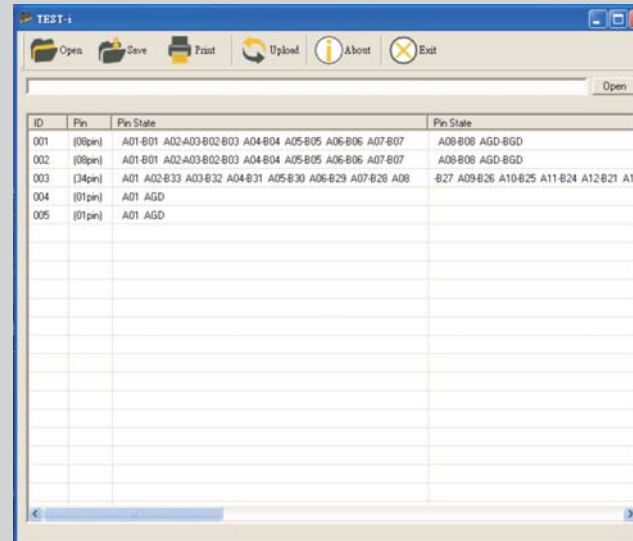 TEST-i
Open Save Print Upload About Exit
Open
ID Pin Pin State Pin State
001 (08pin) A01-B01 A02-A03-B02-B03 A04-B04 A05-B05 A06-B06 A07-B07 A08-B08 AGD-BGD
002 (08pin) A01-B01 A02-A03-B02-B03 A04-B04 A05-B05 A06-B06 A07-B07 A08-B08 AGD-BGD
003 (34pin) A01 A02-B33 A03-B32 A04-B31 A05-B30 A06-B29 A07-B28 A08 -B27 A09-B26 A10-B25 A11-B24 A12-B21 A1
004 (01pin) A01 AGD
005 (01pin) A01 AGD